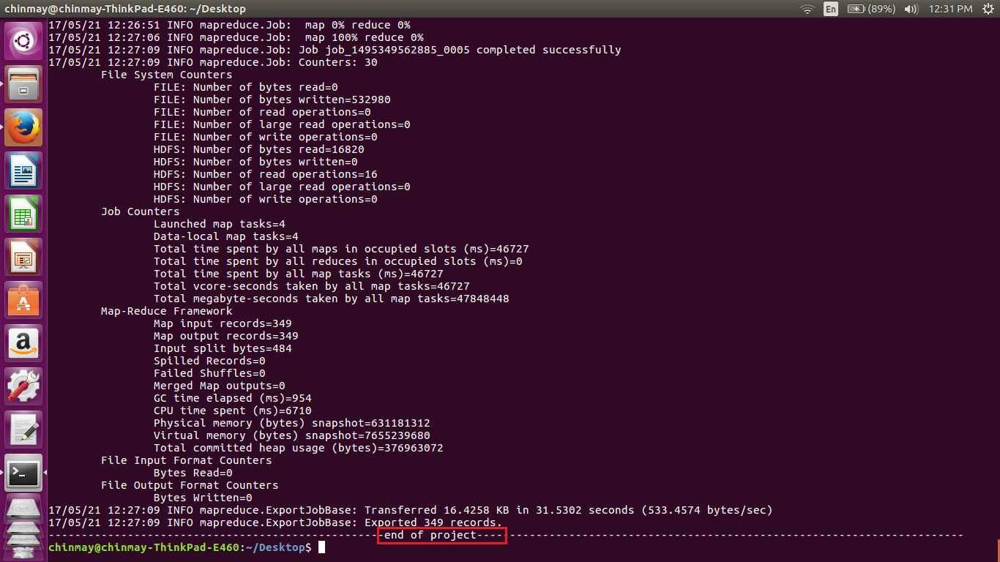 chinmay@chinmay-ThinkPad-E460: ~/Desktop En (89%) 12:31 PM
17/05/21 12:26:51 INFO mapreduce.Job:  map 0% reduce 0%
17/05/21 12:27:06 INFO mapreduce.Job:  map 100% reduce 0%
17/05/21 12:27:09 INFO mapreduce.Job: Job job_1495349562885_0005 completed successfully
17/05/21 12:27:09 INFO mapreduce.Job: Counters: 30
File System Counters
FILE: Number of bytes read=0
FILE: Number of bytes written=532980
FILE: Number of read operations=0
FILE: Number of large read operations=0
FILE: Number of write operations=0
HDFS: Number of bytes read=16820
HDFS: Number of bytes written=0
HDFS: Number of read operations=16
HDFS: Number of large read operations=0
HDFS: Number of write operations=0
Job Counters
Launched map tasks=4
Data-local map tasks=4
Total time spent by all maps in occupied slots (ms)=46727
Total time spent by all reduces in occupied slots (ms)=0
Total time spent by all map tasks (ms)=46727
Total vcore-seconds taken by all map tasks=46727
Total megabyte-seconds taken by all map tasks=47848448
Map-Reduce Framework
Map input records=349
Map output records=349
Input split bytes=484
Spilled Records=0
Failed Shuffles=0
Merged Map outputs=0
GC time elapsed (ms)=954
CPU time spent (ms)=6710
Physical memory (bytes) snapshot=631181312
Virtual memory (bytes) snapshot=7655239680
Total committed heap usage (bytes)=376963072
File Input Format Counters
Bytes Read=0
File Output Format Counters
Bytes Written=0
17/05/21 12:27:09 INFO mapreduce.ExportJobBase: Transferred 16.4258 KB in 31.5302 seconds (533.4574 bytes/sec)
17/05/21 12:27:09 INFO mapreduce.ExportJobBase: Exported 349 records.
---------------------------------------------------end of project--------------------------------------------------------------------------
chinmay@chinmay-ThinkPad-E460:~/Desktop$